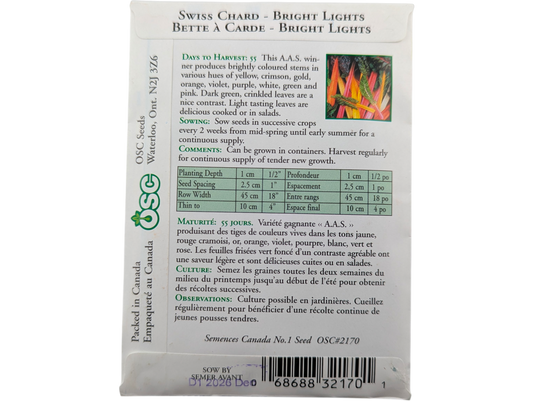 Swiss Chard - Bright Lights
Bette à Carde - Bright Lights
Days to Harvest: 55 This A.A.S. win-
ner produces brightly coloured stems in
various hues of yellow, crimson, gold,
orange, violet, purple, white, green and
pink. Dark green, crinkled leaves are a
nice contrast. Light tasting leaves are
delicious cooked or in salads.
Sowing: Sow seeds in successive crops
every 2 weeks from mid-spring until early summer for a
continuous supply.
Comments: Can be grown in containers. Harvest regularly
for continuous supply of tender new growth.
Planting Depth 1 cm 1/2" Profondeur 1 cm 1/2 po
Seed Spacing 2.5 cm 1" Espacement 2.5 cm 1 po
Row Width 45 cm 18" Entre rangs 45 cm 18 po
Thin to 10 cm 4" Espace final 10 cm 4 po
Maturité: 55 jours. Variété gagnante « A.A.S. »
produisant des tiges de couleurs vives dans les tons jaune,
rouge cramoisi, or, orange, violet, pourpre, blanc, vert et
rose. Les feuilles frisées vert foncé d'un contraste agréable ont
une saveur légère et sont délicieuses cuites ou en salades.
Culture: Semez les graines toutes les deux semaines du
milieu du printemps jusqu'au début de l'été pour obtenir
des récoltes successives.
Observations: Culture possible en jardinières. Cueillez
régulièrement pour bénéficier d'une récolte continue de
jeunes pousses tendres.
Semences Canada No.1 Seed OSC#2170
SOW BY
SEMER AVANT
D1 2026 Dec
0 68688 32170 1
Packed in Canada
Empaqueté au Canada
OSC
OSC Seeds
Waterloo, Ont. N2J 3Z6